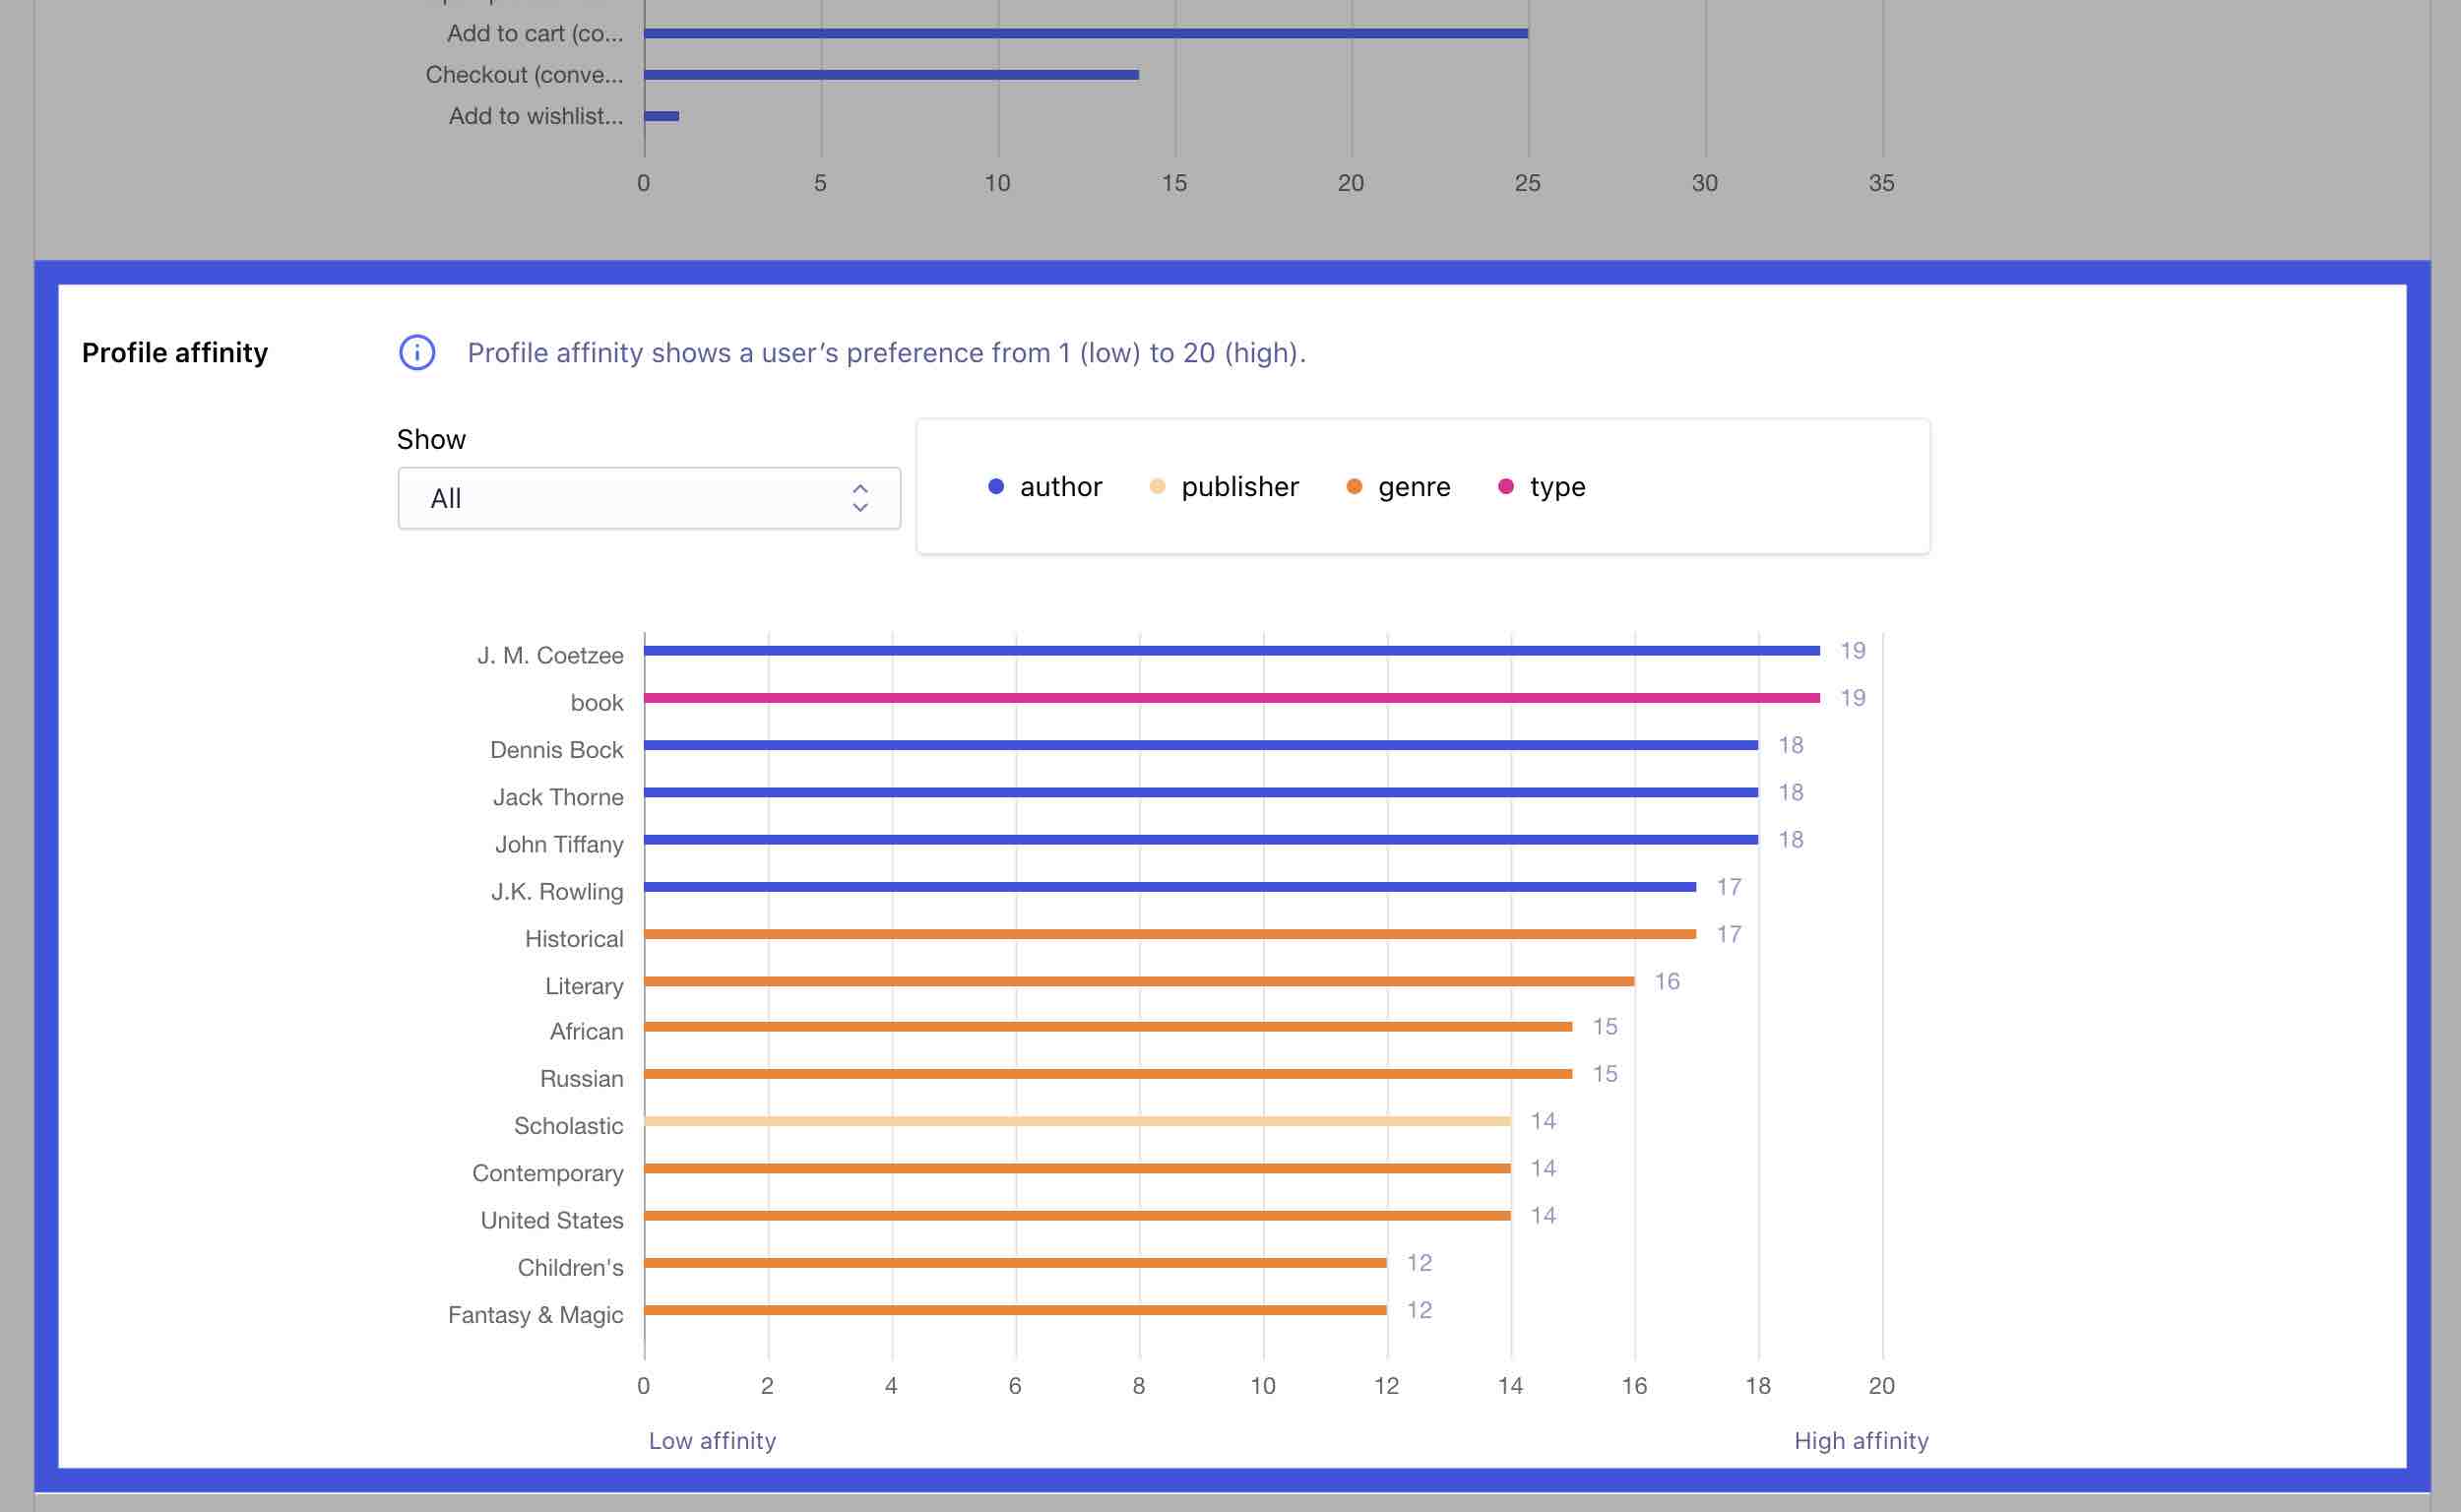 Add to cart (co...
Checkout (conve...
Add to wishlist...
0 5 10 15 20 25 30 35
Profile affinity
Profile affinity shows a user's preference from 1 (low) to 20 (high).
Show
All
author publisher genre type
J. M. Coetzee 19
book 19
Dennis Bock 18
Jack Thorne 18
John Tiffany 18
J.K. Rowling 17
Historical 17
Literary 16
African 15
Russian 15
Scholastic 14
Contemporary 14
United States 14
Children's 12
Fantasy & Magic 12
0 2 4 6 8 10 12 14 16 18 20
Low affinity High affinity